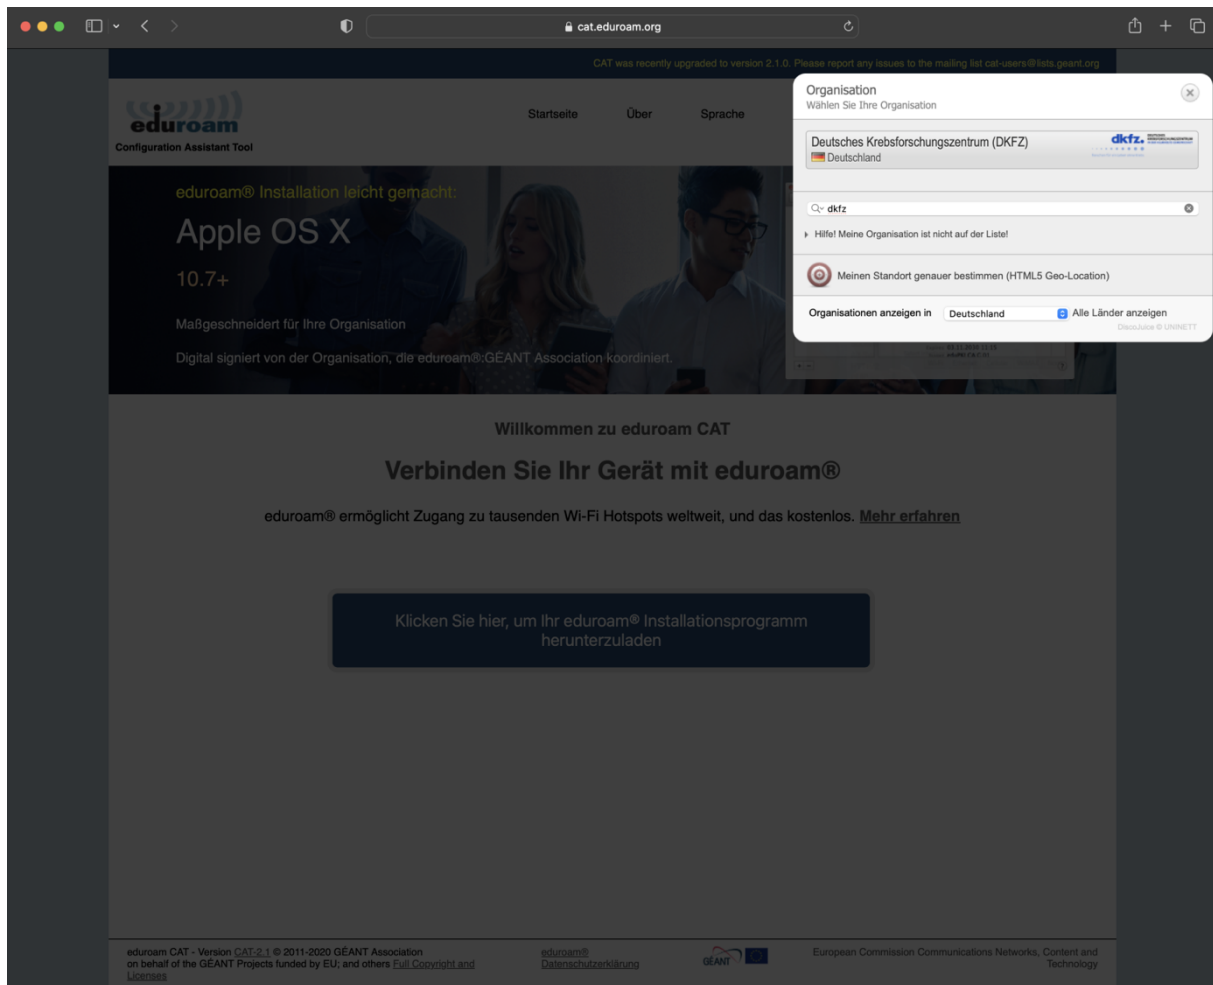 cat.eduroam.org
CAT was recently upgraded to version 2.1.0. Please report any issues to the mailing list cat-users@lists.geant.org
eduroam
Configuration Assistant Tool
Startseite Über Sprache
Organisation
Wählen Sie Ihre Organisation
Deutsches Krebsforschungszentrum (DKFZ)
Deutschland
dkfz.
dkfz
Hilfe! Meine Organisation ist nicht auf der Liste!
Meinen Standort genauer bestimmen (HTML5 Geo-Location)
Organisationen anzeigen in Deutschland Alle Länder anzeigen
DiscoJuice © UNINETT
eduroam® Installation leicht gemacht:
Apple OS X
10.7+
Maßgeschneidert für Ihre Organisation
Digital signiert von der Organisation, die eduroam®:GÉANT Association koordiniert.
Willkommen zu eduroam CAT
Verbinden Sie Ihr Gerät mit eduroam®
eduroam® ermöglicht Zugang zu tausenden Wi-Fi Hotspots weltweit, und das kostenlos. Mehr erfahren
Klicken Sie hier, um Ihr eduroam® Installationsprogramm
herunterzuladen
eduroam CAT - Version CAT-2.1 © 2011-2020 GÉANT Association
on behalf of the GÉANT Projects funded by EU; and others Full Copyright and
Licenses
eduroam®
Datenschutzerklärung
GÉANT
European Commission Communications Networks, Content and
Technology